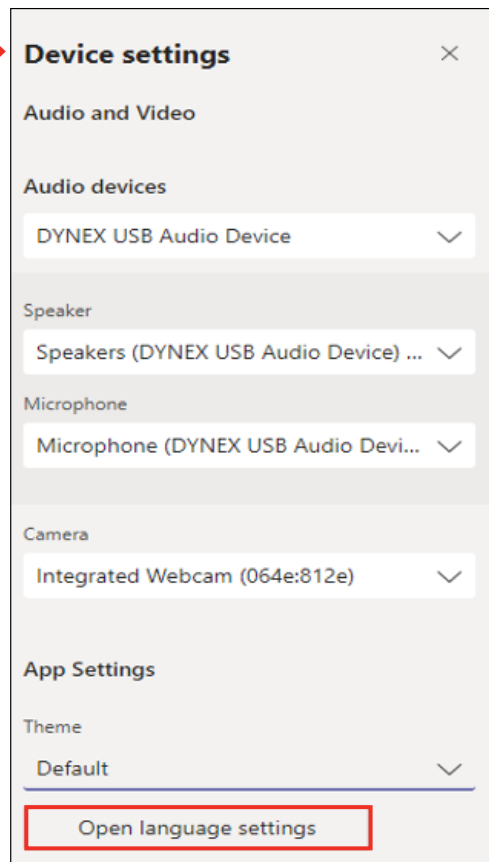 Device settings
Audio and Video
Audio devices
DYNEX USB Audio Device
Speaker
Speakers (DYNEX USB Audio Device) ...
Microphone
Microphone (DYNEX USB Audio Devi...
Camera
Integrated Webcam (064e:812e)
App Settings
Theme
Default
Open language settings